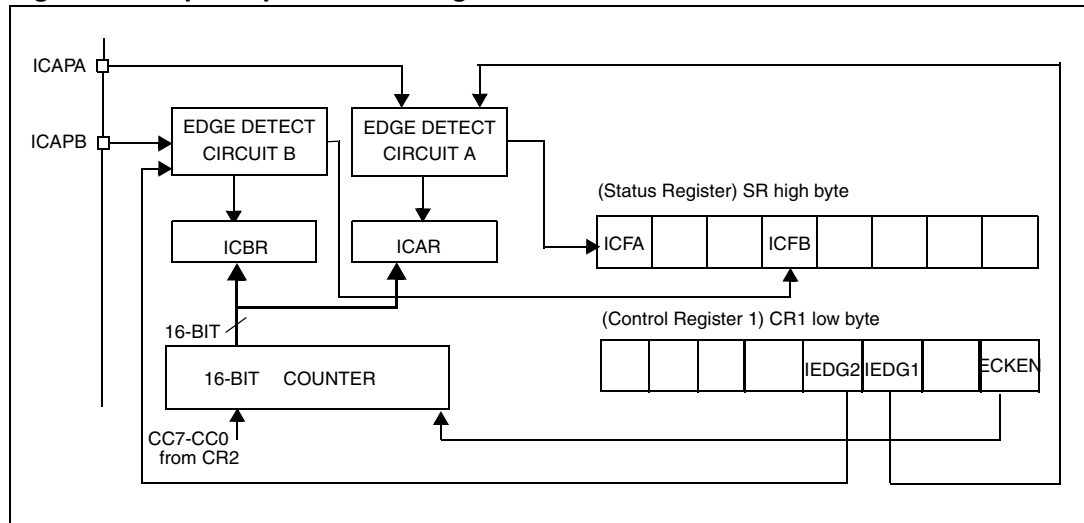 ICAPA
ICAPB
EDGE DETECT
CIRCUIT B
EDGE DETECT
CIRCUIT A
(Status Register) SR high byte
ICBR
ICAR
ICFA
ICFB
16-BIT
(Control Register 1) CR1 low byte
16-BIT COUNTER
IEDG2
IEDG1
ECKEN
CC7-CC0
from CR2